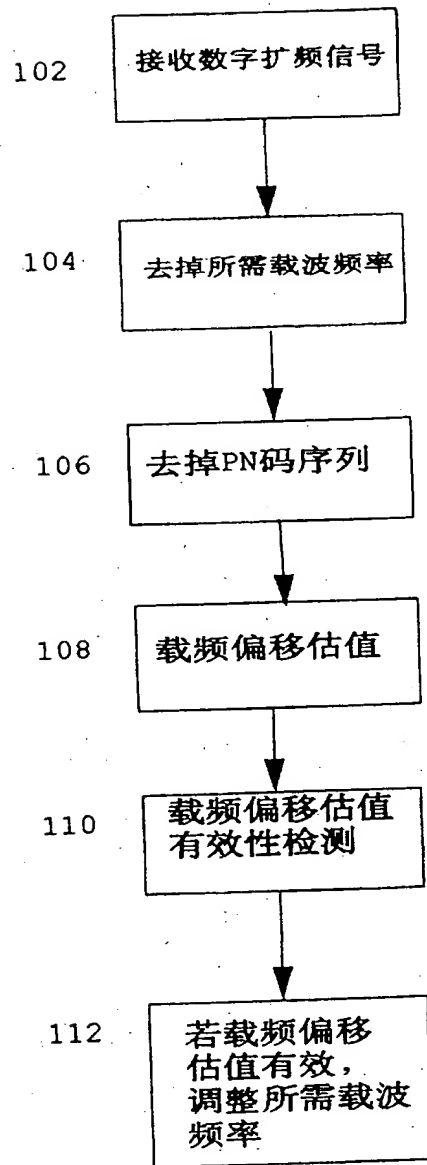 102
接收数字扩频信号
104
去掉所需载波频率
106
去掉PN码序列
108
载频偏移估值
110
载频偏移估值
有效性检测
112
若载频偏移
估值有效，
调整所需载波
频率